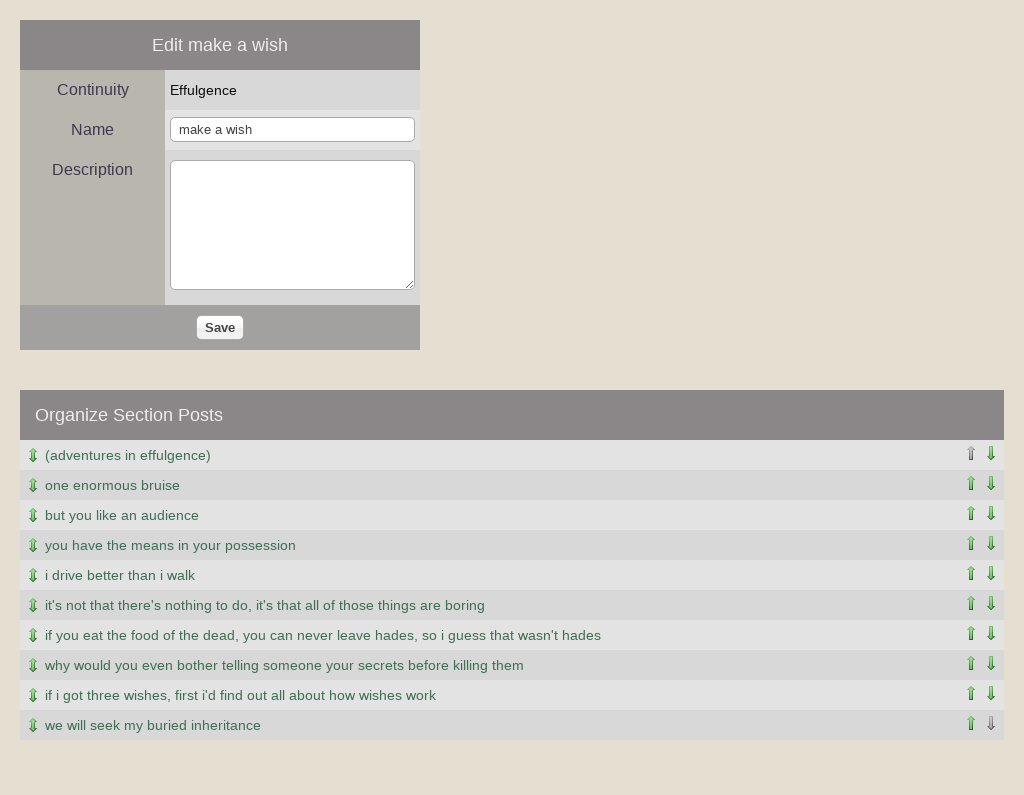 Edit make a wish
Continuity
Effulgence
Name
make a wish
Description
Save
Organize Section Posts
(adventures in effulgence)
one enormous bruise
but you like an audience
you have the means in your possession
i drive better than i walk
it's not that there's nothing to do, it's that all of those things are boring
if you eat the food of the dead, you can never leave hades, so i guess that wasn't hades
why would you even bother telling someone your secrets before killing them
if i got three wishes, first i'd find out all about how wishes work
we will seek my buried inheritance